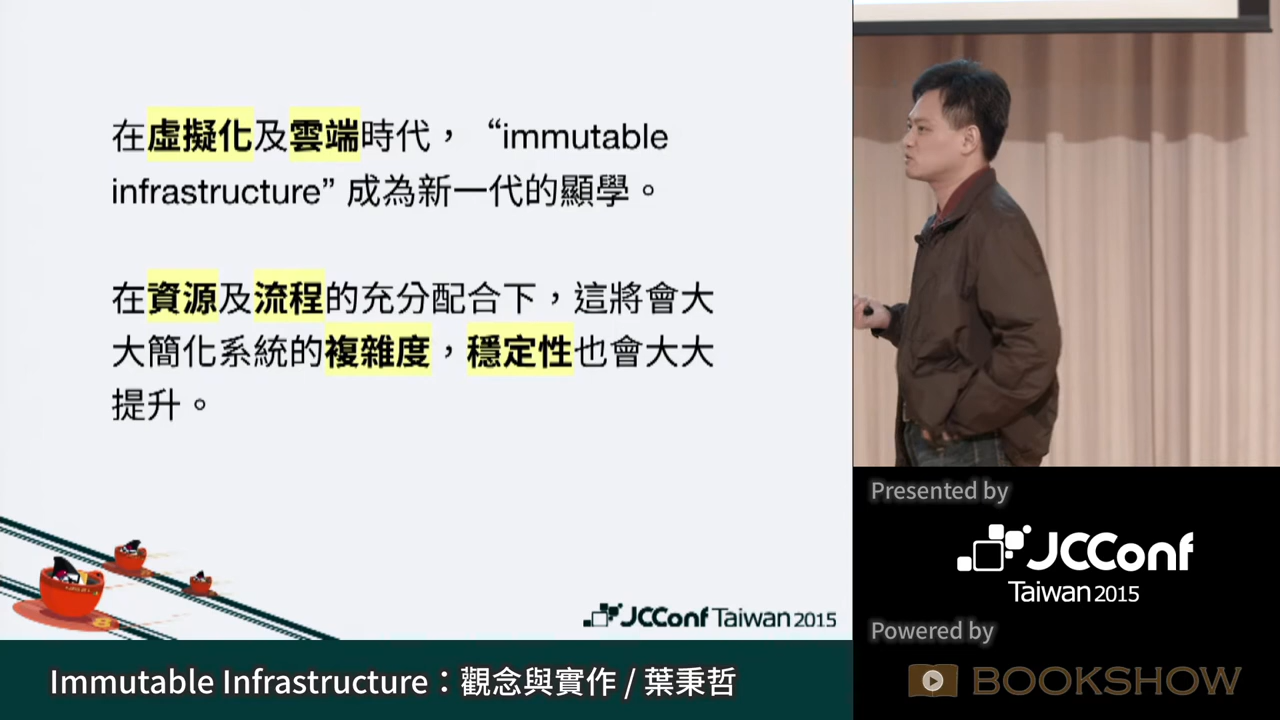 在虛擬化及雲端時代，“immutable
infrastructure” 成為新一代的顯學。
在資源及流程的充分配合下，這將會大
大簡化系統的複雜度，穩定性也會大大
提升。
JCConf Taiwan 2015
Immutable Infrastructure：觀念與實作 / 葉秉哲
Presented by
JCConf
Taiwan 2015
Powered by
BOOKSHOW